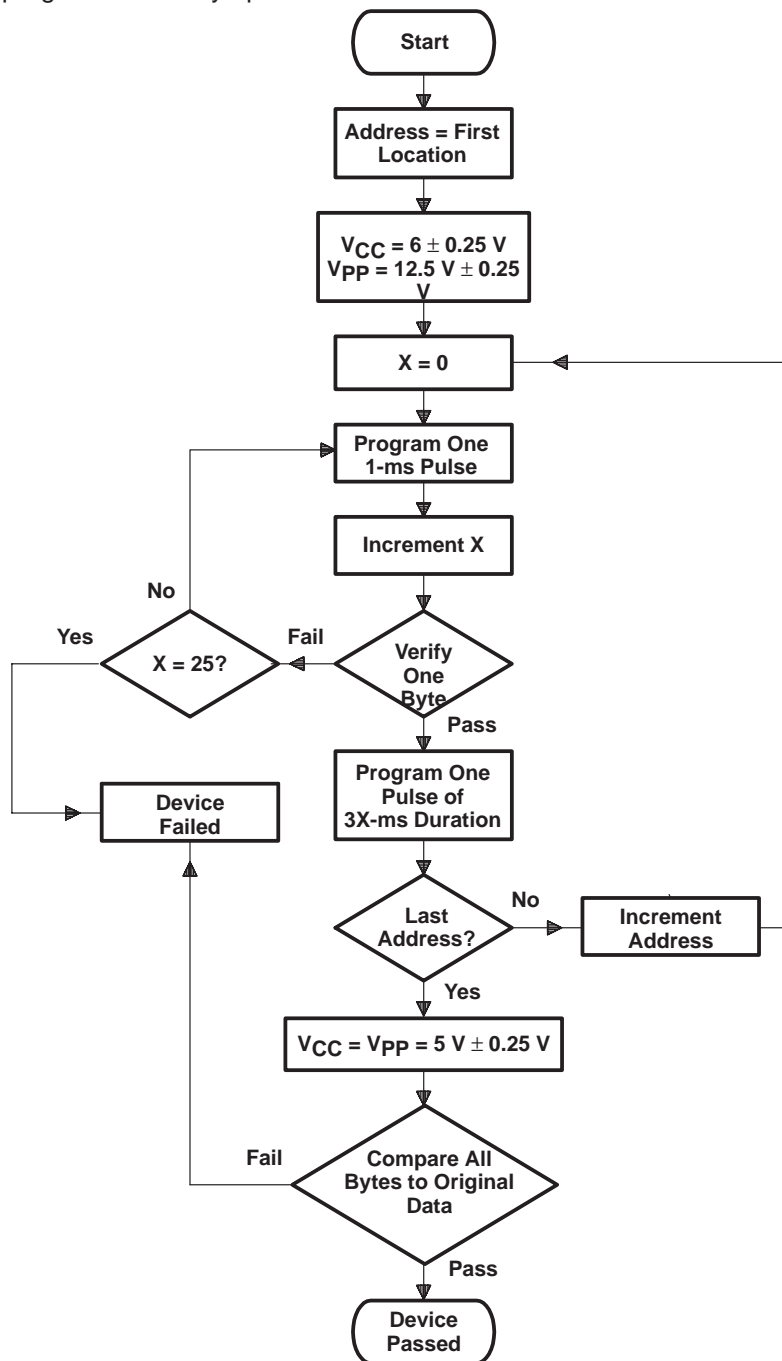 Start
Address = First
Location
VCC = 6 ± 0.25 V
VPP = 12.5 V ± 0.25
V
X = 0
Program One
1-ms Pulse
Increment X
No
Yes
X = 25?
Fail
Verify
One
Byte
Pass
Device
Failed
Program One
Pulse of
3X-ms Duration
Last
Address?
No
Increment
Address
Yes
VCC = VPP = 5 V ± 0.25 V
Fail
Compare All
Bytes to Original
Data
Pass
Device
Passed